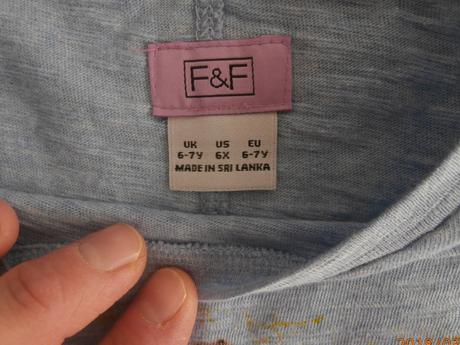 F&F
UK US EU
6-7Y 6X 6-7Y
MADE IN SRI LANKA